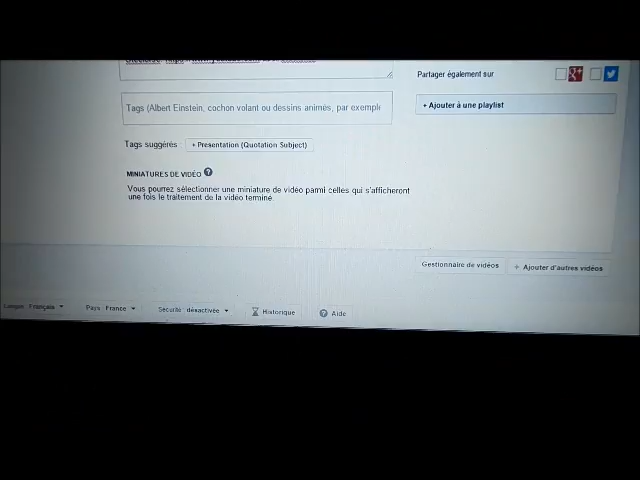 Partager également sur
Tags (Albert Einstein, cochon volant ou dessins animés, par exempl
+ Ajouter à une playlist
Tags suggérés
+ Presentation (Quotation Subject)
MINIATURES DE VIDÉO ?
Vous pourrez sélectionner une miniature de vidéo parmi celles qui s'afficheront
une fois le traitement de la vidéo terminé
Gestionnaire de vidéos
+ Ajouter d'autres vidéos
Langue : Français
Pays : France
Sécurité : désactivée
Historique
? Aide